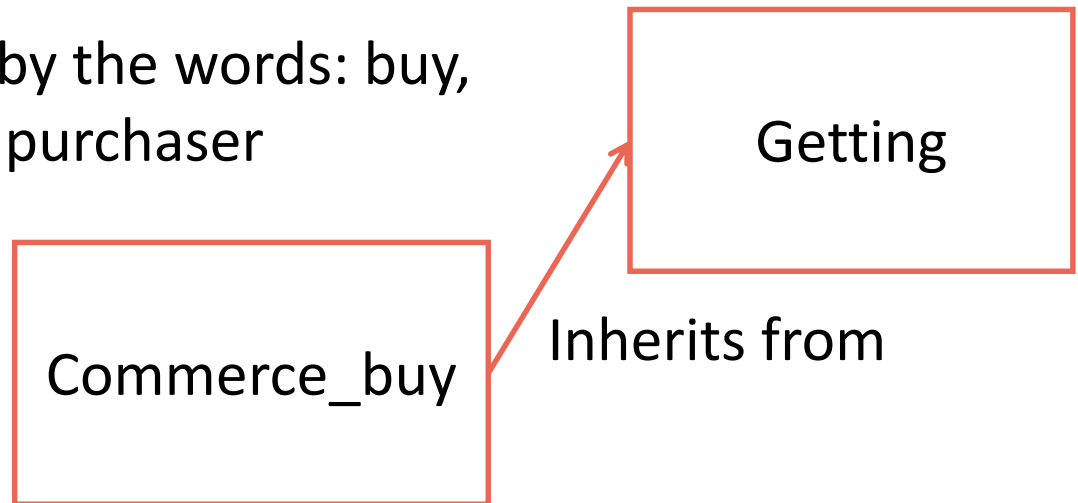 by the words: buy,
purchaser
Getting
Inherits from
Commerce_buy